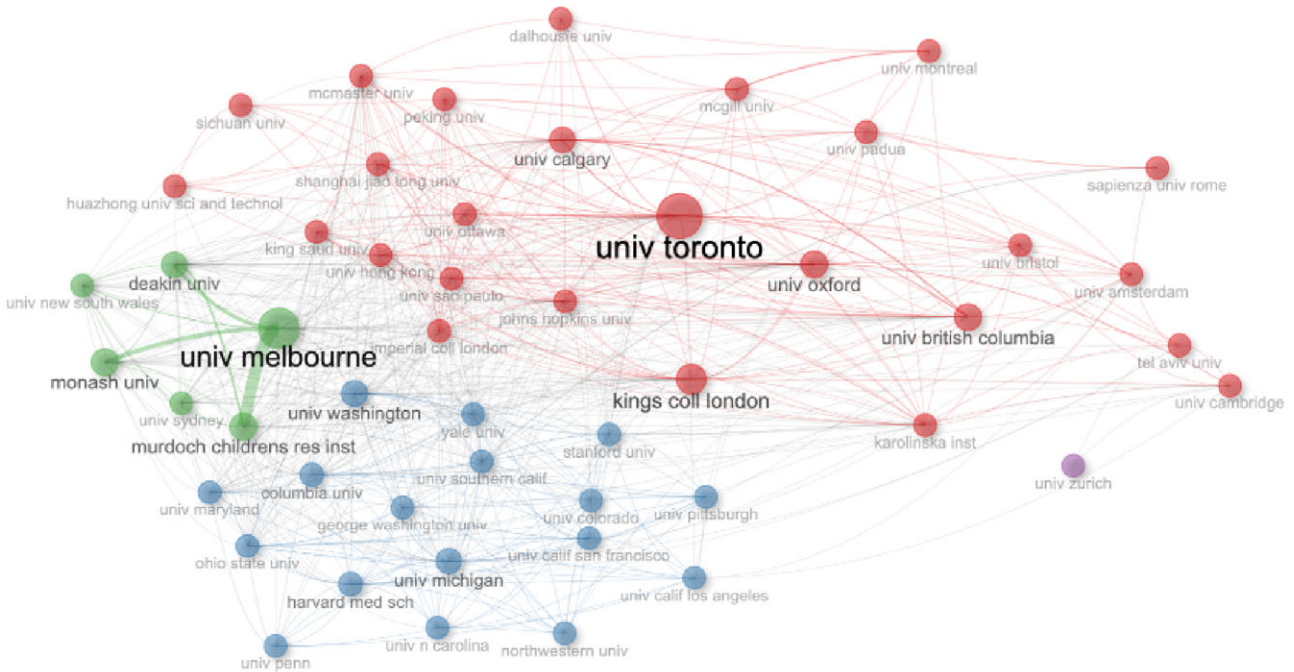 dalhousie univ
univ montreal
mcmaster univ
mcgill univ
peking univ
sichuan univ
univ calgary
univ padua
shanghai jiao tong univ
sapienza univ rome
huazhong univ sci and technol
univ ottawa
univ toronto
king saud univ
univ hong kong
univ bristol
deakin univ
univ oxford
univ sao paulo
univ amsterdam
univ new south wales
johns hopkins univ
univ british columbia
imperial coll london
univ melbourne
tel aviv univ
monash univ
kings coll london
univ cambridge
univ washington
univ sydney
yale univ
karolinska inst
murdoch childrens res inst
stanford univ
univ southern calif
univ zurich
columbia univ
univ maryland
univ colorado
univ pittsburgh
george washington univ
univ calif san francisco
ohio state univ
univ michigan
univ calif los angeles
harvard med sch
univ n carolina
northwestern univ
univ penn